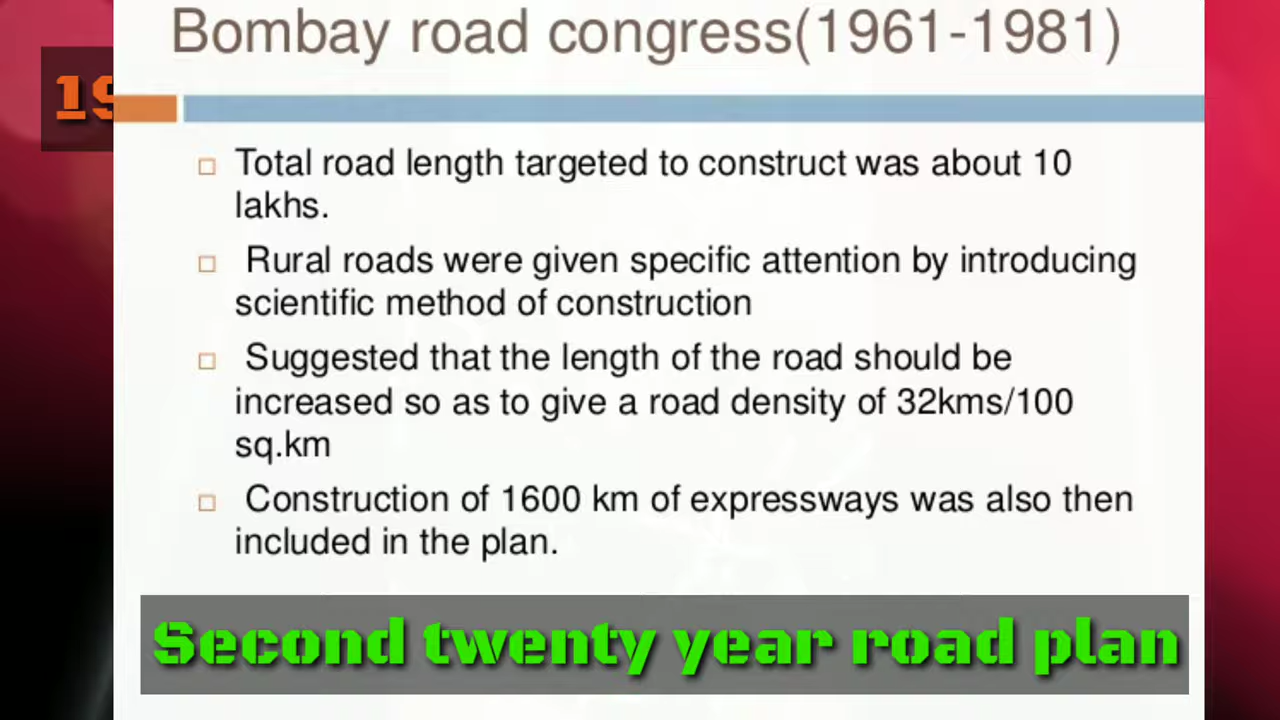 Bombay road congress(1961-1981)
19
Total road length targeted to construct was about 10
lakhs.
Rural roads were given specific attention by introducing
scientific method of construction
Suggested that the length of the road should be
increased so as to give a road density of 32kms/100
sq.km
Construction of 1600 km of expressways was also then
included in the plan.
Second twenty year road plan